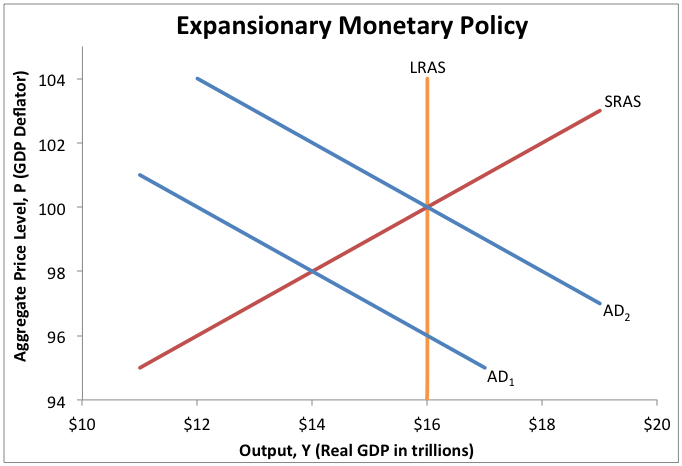 Expansionary Monetary Policy
Aggregate Price Level, P (GDP Deflator)
104
102
100
98
96
94
LRAS
SRAS
AD2
AD1
$10
$12
$14
$16
$18
$20
Output, Y (Real GDP in trillions)